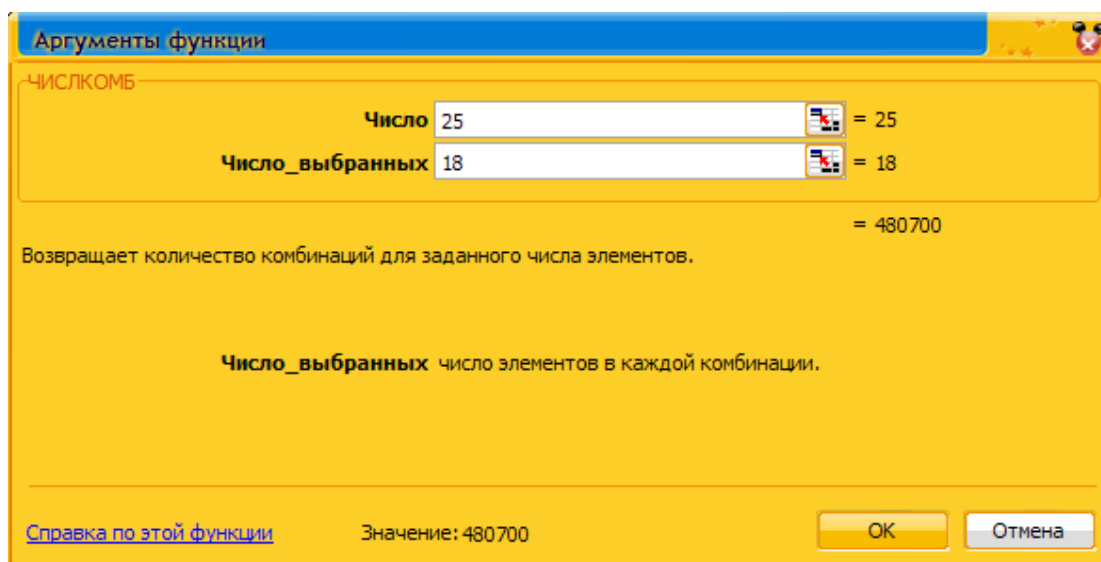 Аргументы функции
ЧИСЛКОМБ
Число 25 = 25
Число_выбранных 18 = 18
= 480700
Возвращает количество комбинаций для заданного числа элементов.
Число_выбранных число элементов в каждой комбинации.
Справка по этой функции Значение: 480700 ОК Отмена